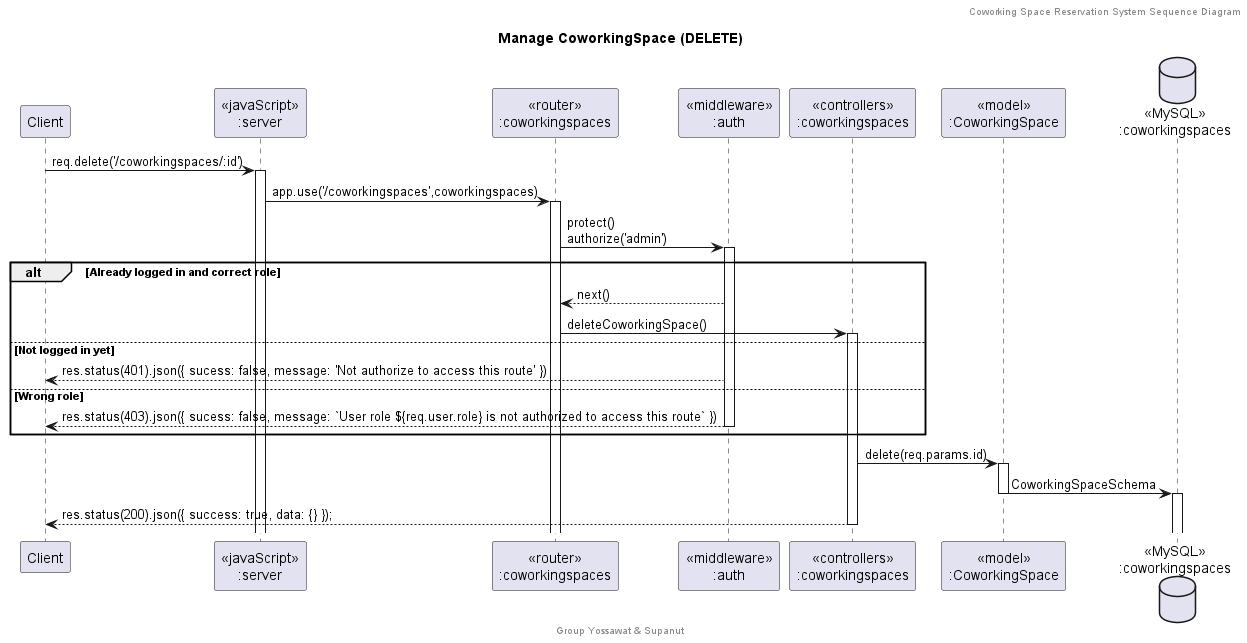 Coworking Space Reservation System Sequence Diagram
Manage CoworkingSpace (DELETE)
Client
«javaScript»
:server
«router»
:coworkingspaces
«middleware»
:auth
«controllers»
:coworkingspaces
«model»
:CoworkingSpace
«MySQL»
:coworkingspaces
req.delete('/coworkingspaces/:id')
app.use('/coworkingspaces',coworkingspaces)
protect()
authorize('admin')
alt [Already logged in and correct role]
next()
deleteCoworkingSpace()
[Not logged in yet]
res.status(401).json({ sucess: false, message: 'Not authorize to access this route' })
[Wrong role]
res.status(403).json({ sucess: false, message: `User role ${req.user.role} is not authorized to access this route` })
delete(req.params.id)
CoworkingSpaceSchema
res.status(200).json({ success: true, data: {} });
Client
«javaScript»
:server
«router»
:coworkingspaces
«middleware»
:auth
«controllers»
:coworkingspaces
«model»
:CoworkingSpace
«MySQL»
:coworkingspaces
Group Yossawat & Supanut